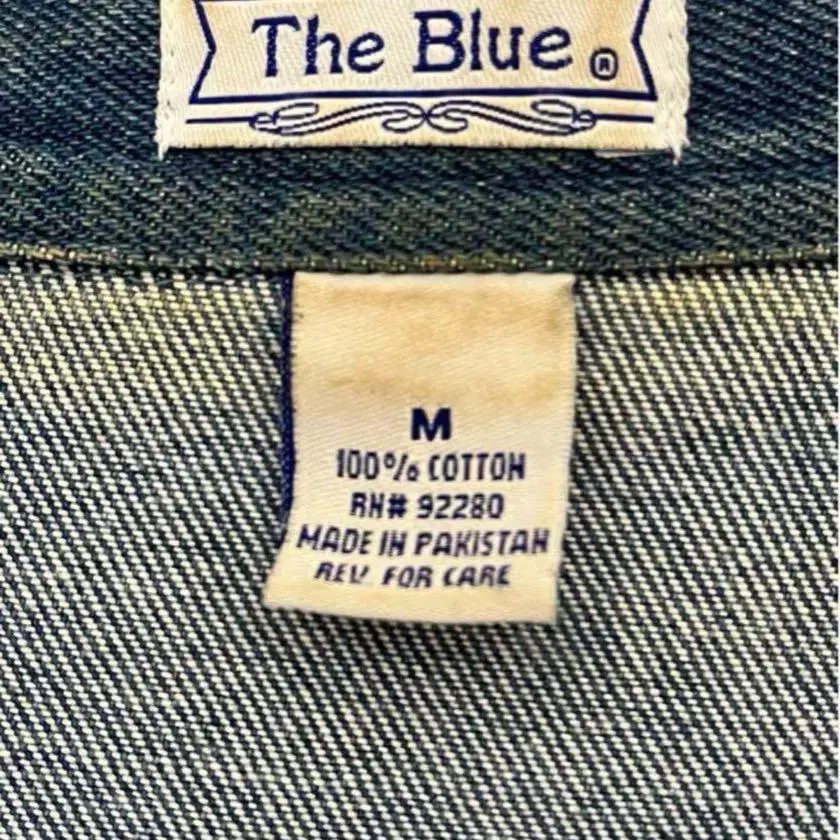 The Blue ®
M
100% COTTON
RN# 92280
MADE IN PAKISTAN
REV. FOR CARE